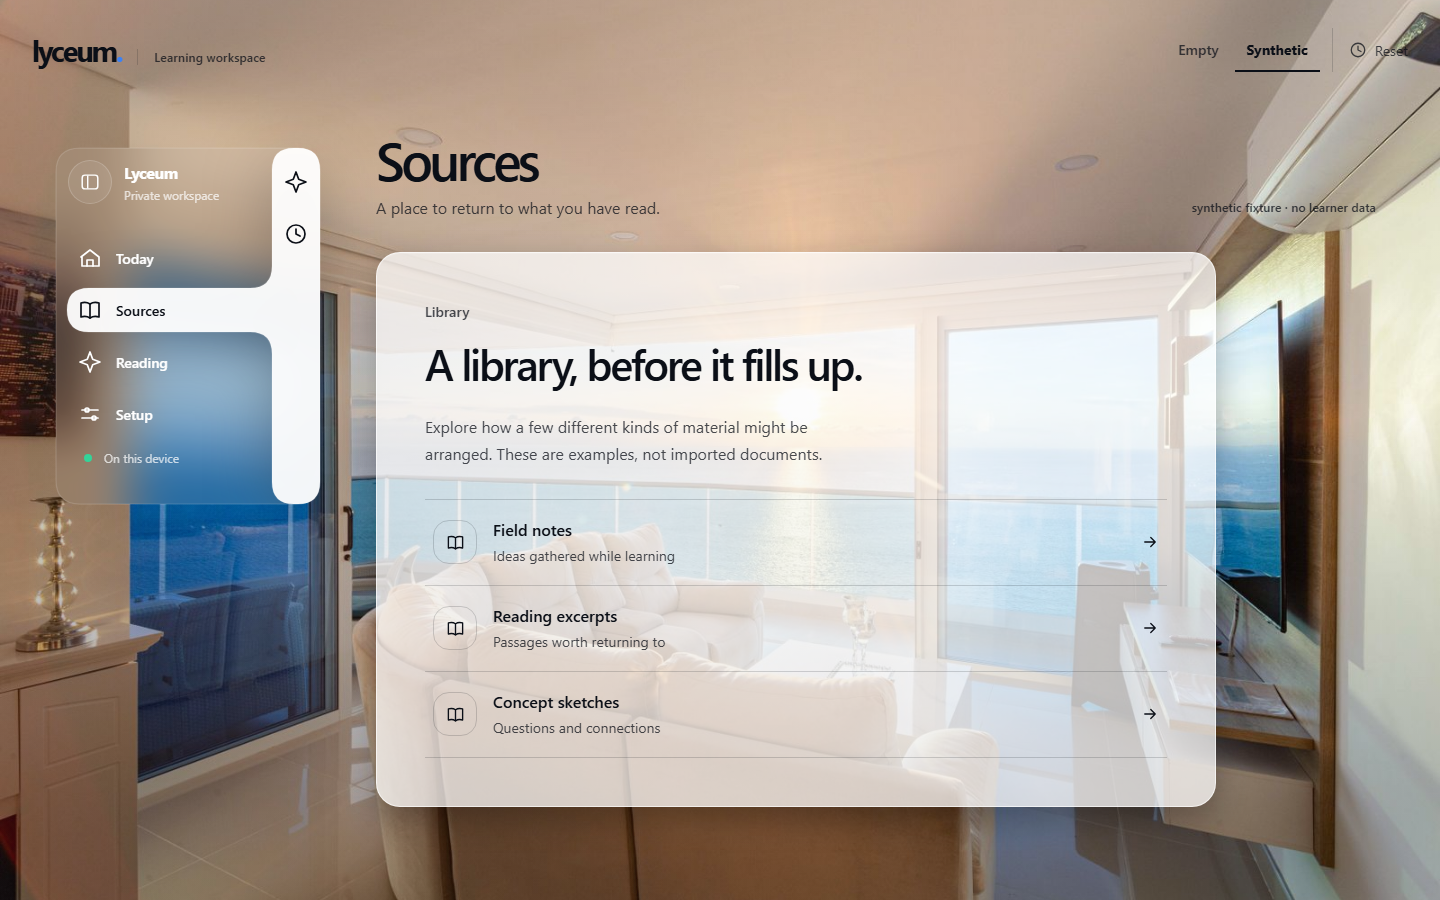 lyceum.
Learning workspace
Empty
Synthetic
Reset
Lyceum
Private workspace
Today
Sources
Reading
Setup
On this device
Sources
A place to return to what you have read.
synthetic fixture · no learner data
Library
A library, before it fills up.
Explore how a few different kinds of material might be
arranged. These are examples, not imported documents.
Field notes
Ideas gathered while learning
Reading excerpts
Passages worth returning to
Concept sketches
Questions and connections